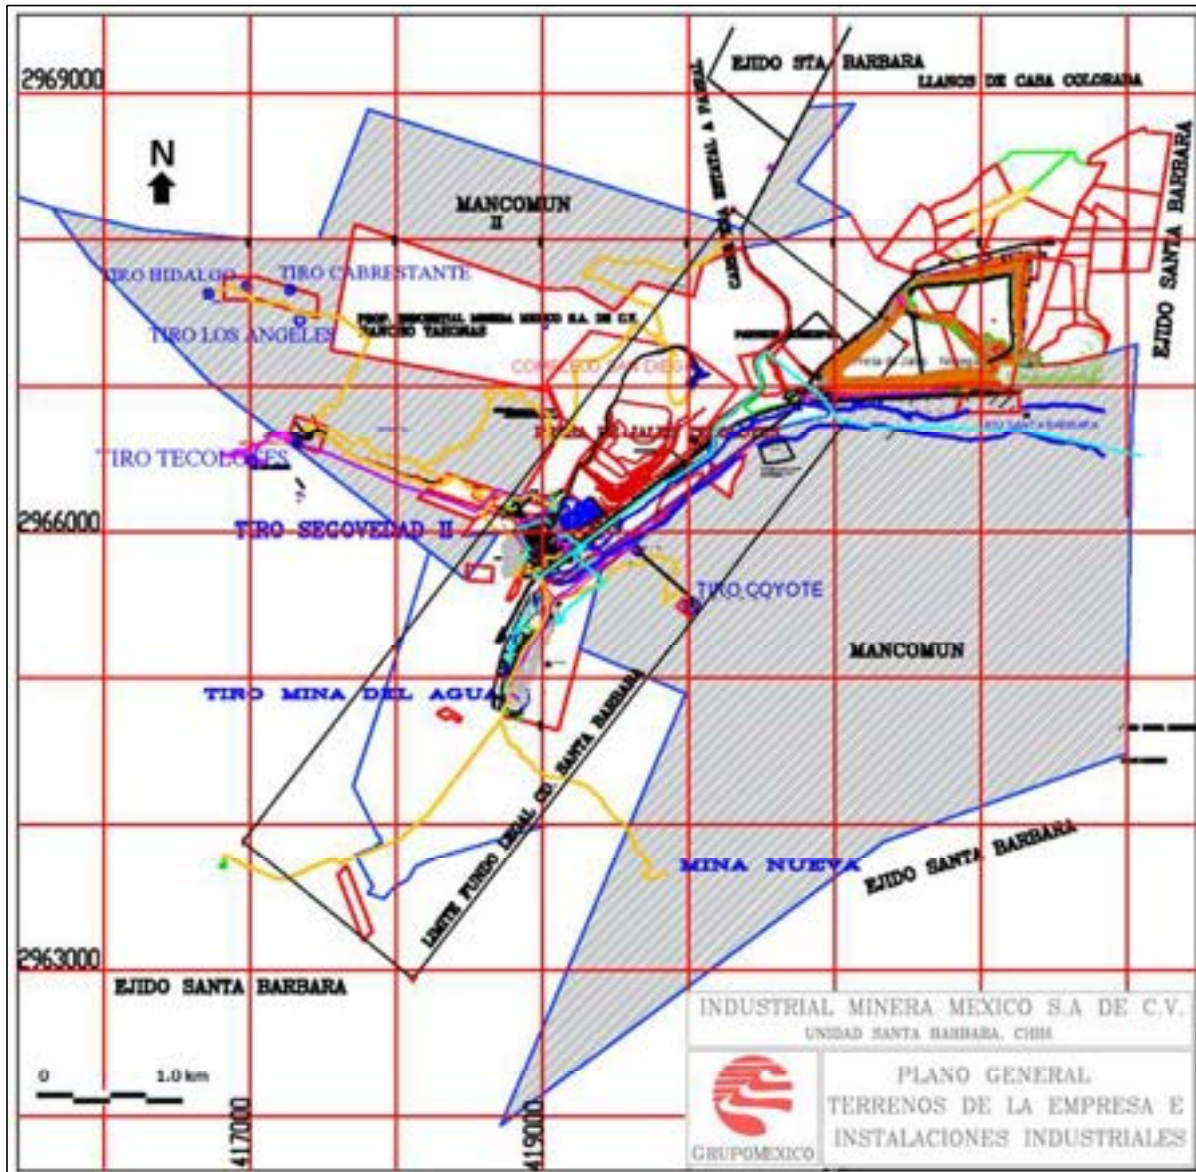 EJIDO STA BARBARA
2969000
LLANOS DE CASA COLORADA
N
MANCOMUN
II
EJIDO SANTA BARBARA
TIRO HIDALGO
TIRO CABRESTANTE
TIRO LOS ANGELES
TIRO TECOLOTES
2966000
TIRO SEGOVEDAD II
TIRO COYOTE
MANCOMUN
TIRO MINA DEL AGUA
LIMITE FUNDO LEGAL CD. SANTA BARBARA
MINA NUEVA
EJIDO SANTA BARBARA
2963000
EJIDO SANTA BARBARA
0 1.0 km
417000
419000
INDUSTRIAL MINERA MEXICO S.A DE C.V.
UNIDAD SANTA BARBARA, CHIH.
PLANO GENERAL
TERRENOS DE LA EMPRESA E
INSTALACIONES INDUSTRIALES
GRUPOMEXICO